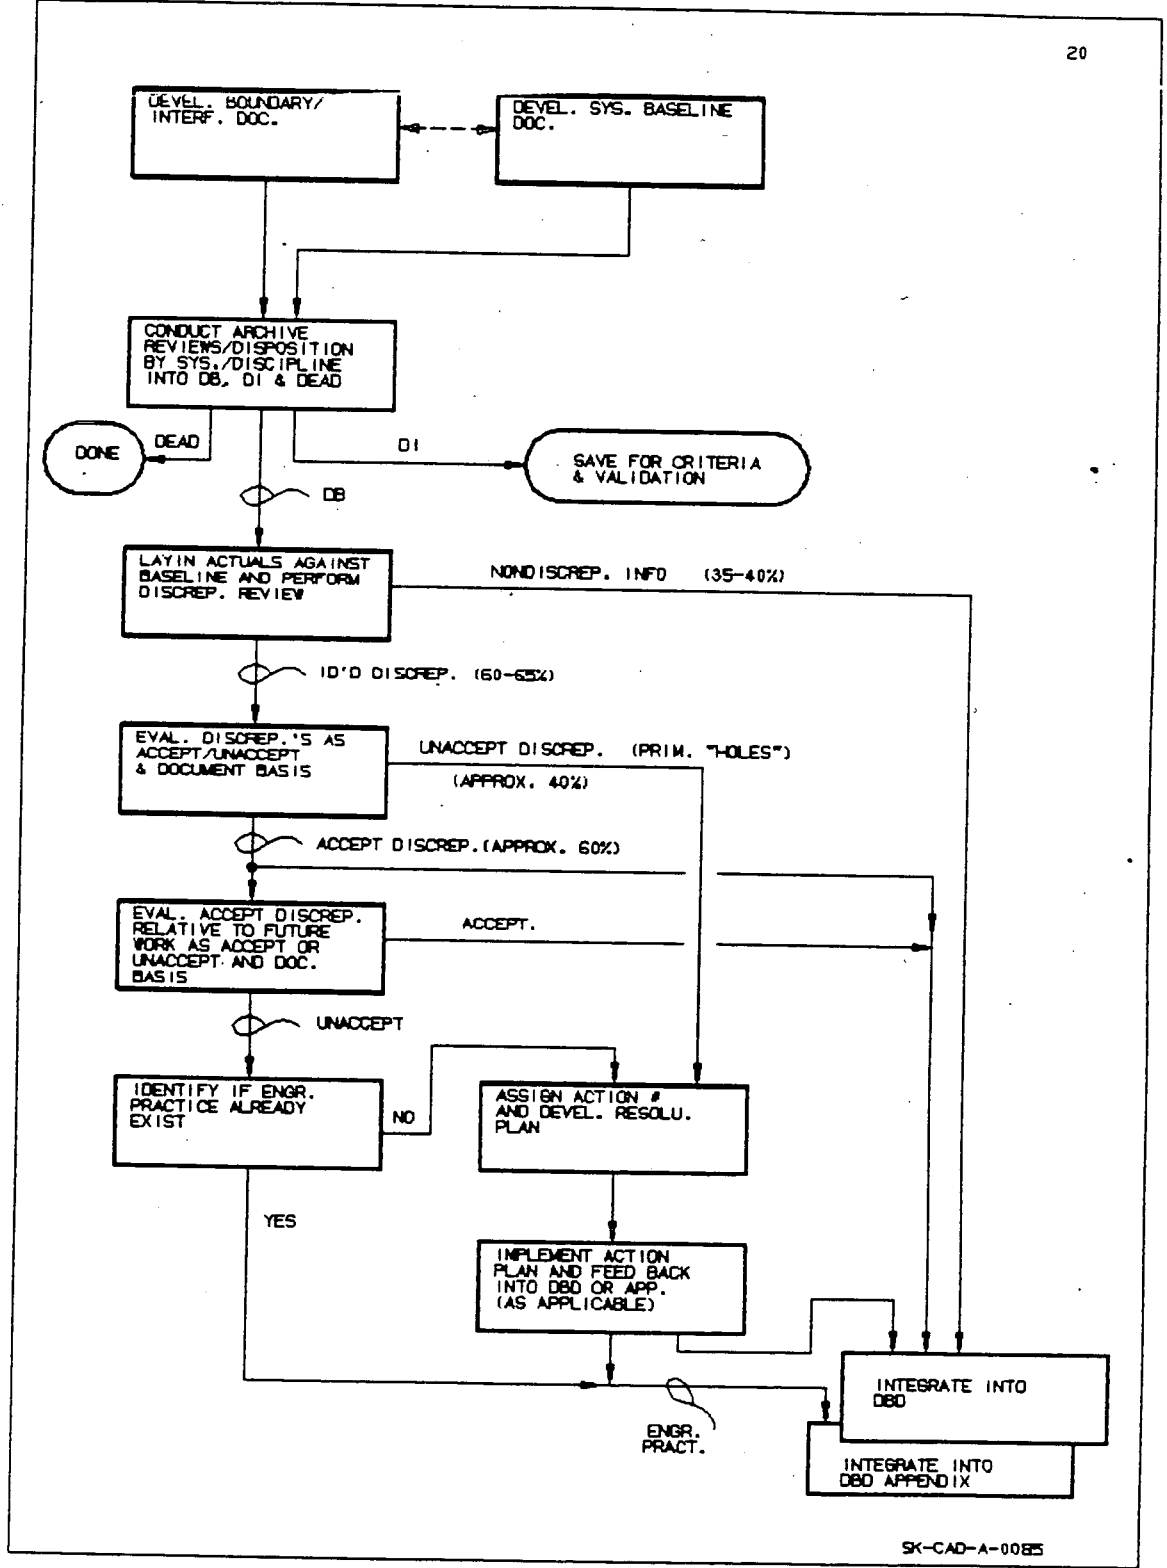 20
DEVEL. BOUNDARY/
INTERF. DOC.
DEVEL. SYS. BASELINE
DOC.
CONDUCT ARCHIVE
REVIEWS/DISPOSITION
BY SYS./DISCIPLINE
INTO DB, DI & DEAD
DONE
DEAD
DI
SAVE FOR CRITERIA
& VALIDATION
DB
LAYIN ACTUALS AGAINST
BASELINE AND PERFORM
DISCREP. REVIEW
NONDISCREP. INFO (35-40%)
ID'D DISCREP. (60-65%)
EVAL. DISCREP.'S AS
ACCEPT/UNACCEPT
& DOCUMENT BASIS
UNACCEPT DISCREP. (PRIM. "HOLES")
(APPROX. 40%)
ACCEPT DISCREP.(APPROX. 60%)
EVAL. ACCEPT DISCREP.
RELATIVE TO FUTURE
WORK AS ACCEPT OR
UNACCEPT AND DOC.
BASIS
ACCEPT.
UNACCEPT
IDENTIFY IF ENGR.
PRACTICE ALREADY
EXIST
NO
ASSIGN ACTION #
AND DEVEL. RESOLU.
PLAN
YES
IMPLEMENT ACTION
PLAN AND FEED BACK
INTO DBD OR APP.
(AS APPLICABLE)
INTEGRATE INTO
DBD
ENGR.
PRACT.
INTEGRATE INTO
DBD APPENDIX
SK-CAD-A-0085